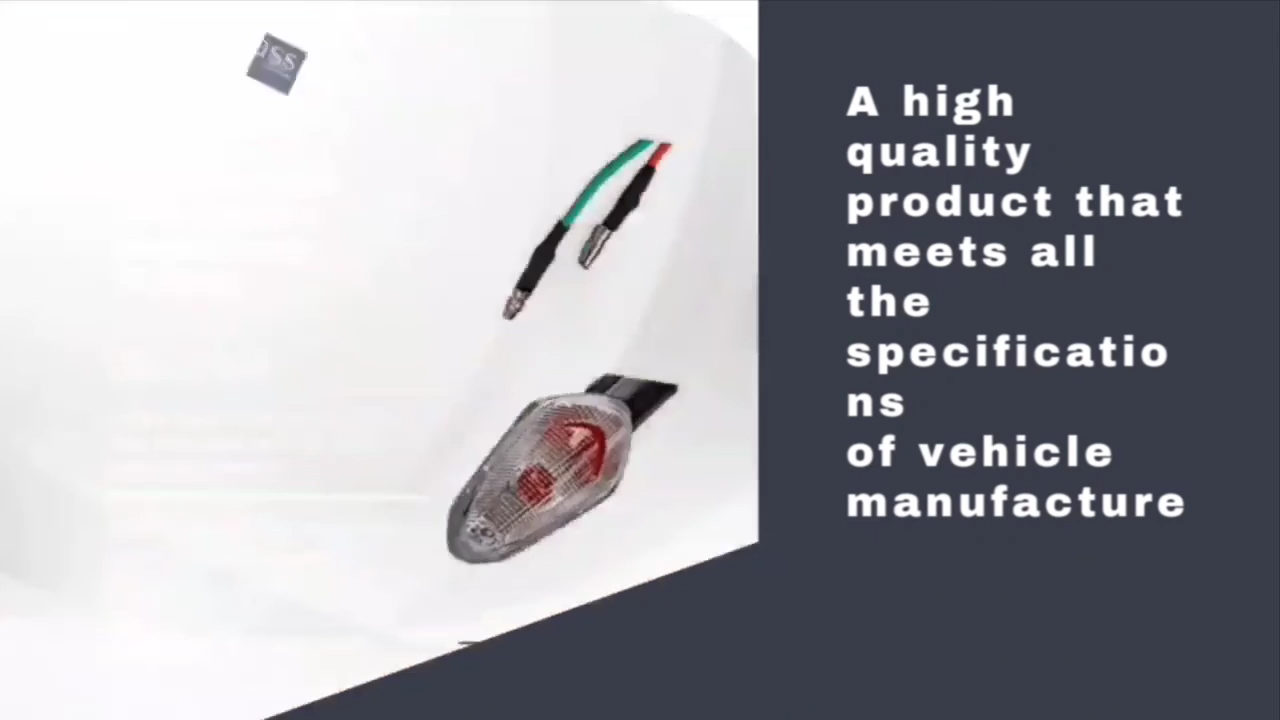 A high
quality
product that
meets all
the
specificatio
ns
of vehicle
manufacture